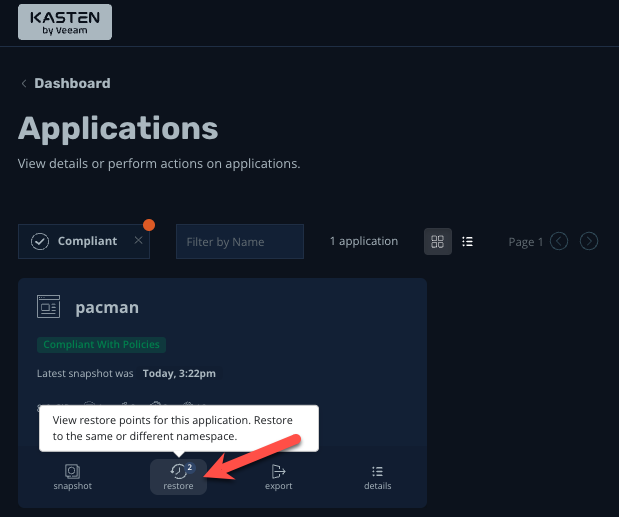 KASTEN
by Veeam
Dashboard
Applications
View details or perform actions on applications.
Compliant
Filter by Name
1 application
Page 1
pacman
Compliant With Policies
Latest snapshot was Today, 3:22pm
View restore points for this application. Restore
to the same or different namespace.
2
snapshot
restore
export
details